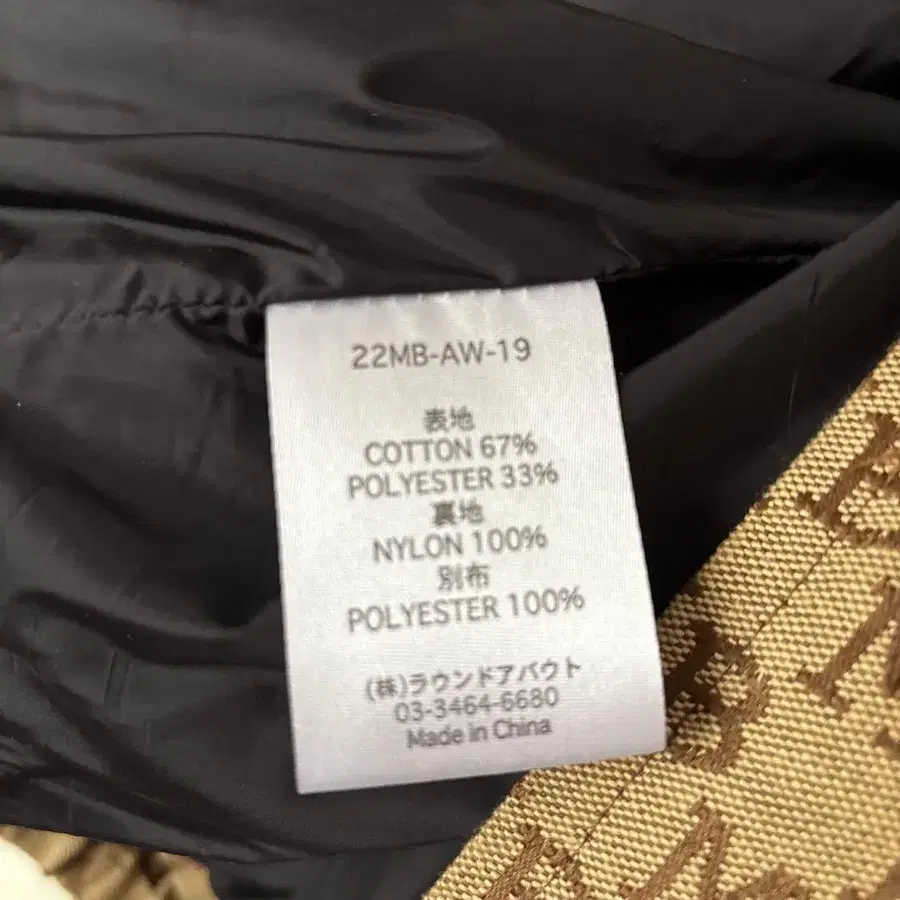 22MB-AW-19
表地
COTTON 67%
POLYESTER 33%
裏地
NYLON 100%
別布
POLYESTER 100%
(株)ラウンドアバウト
03-3464-6680
Made in China
M
B
M
M